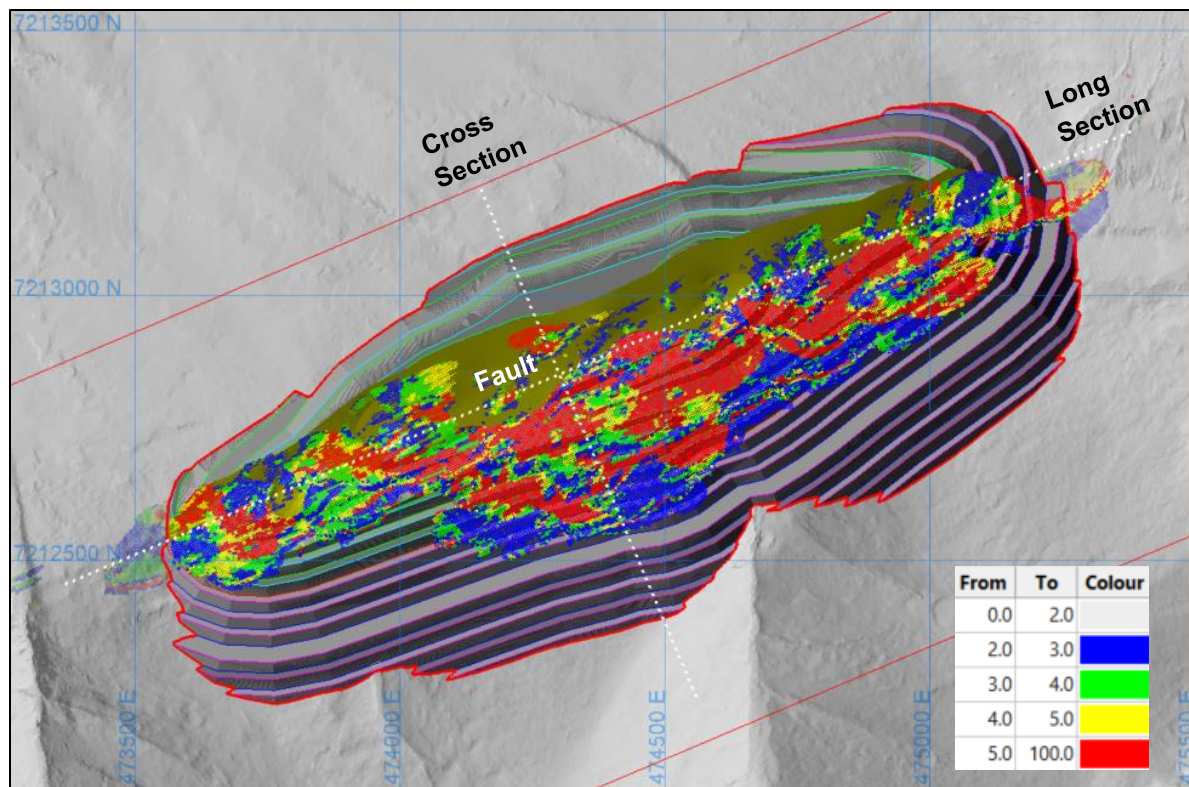 7213500 N
Long
Section
Cross
Section
7213000 N
Fault
7212500 N
From To Colour
0.0 2.0
2.0 3.0
3.0 4.0
4.0 5.0
5.0 100.0
473500 E
474000 E
474500 E
475000 E
475500 E